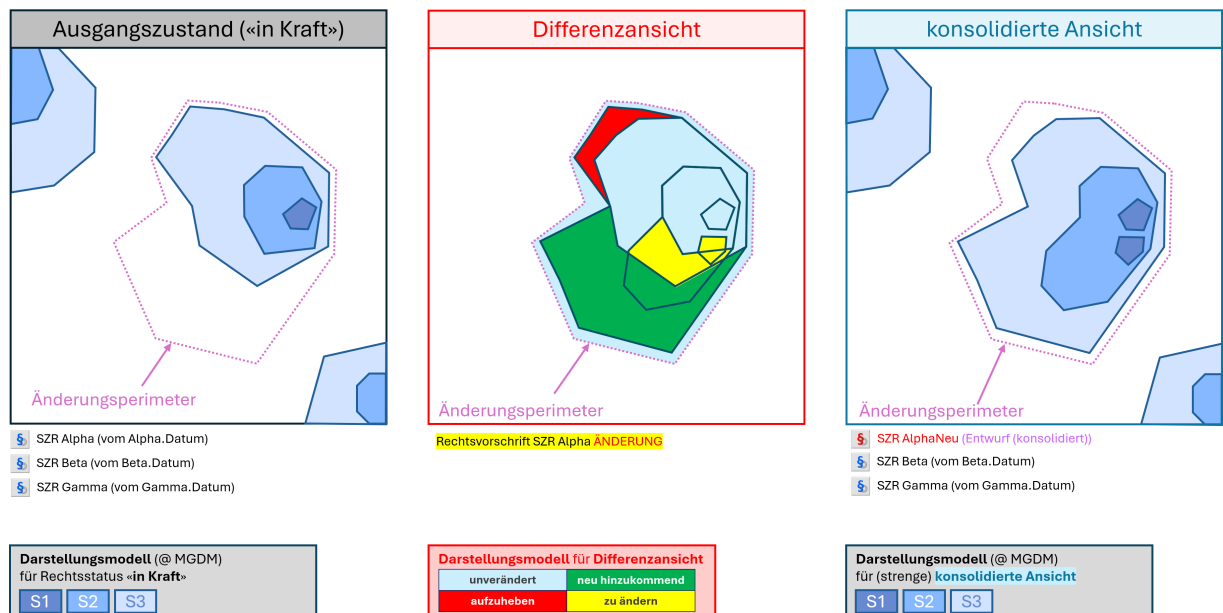 Ausgangszustand («in Kraft»)
Änderungsperimeter
§ SZR Alpha (vom Alpha.Datum)
§ SZR Beta (vom Beta.Datum)
§ SZR Gamma (vom Gamma.Datum)
Darstellungsmodell (@ MGDM)
für Rechtsstatus «in Kraft»
S1 S2 S3
Differenzansicht
Änderungsperimeter
Rechtsvorschrift SZR Alpha ÄNDERUNG
Darstellungsmodell für Differenzansicht
unverändert neu hinzukommend
aufzuheben zu ändern
konsolidierte Ansicht
Änderungsperimeter
§ SZR AlphaNeu (Entwurf (konsolidiert))
§ SZR Beta (vom Beta.Datum)
§ SZR Gamma (vom Gamma.Datum)
Darstellungsmodell (@ MGDM)
für (strenge) konsolidierte Ansicht
S1 S2 S3